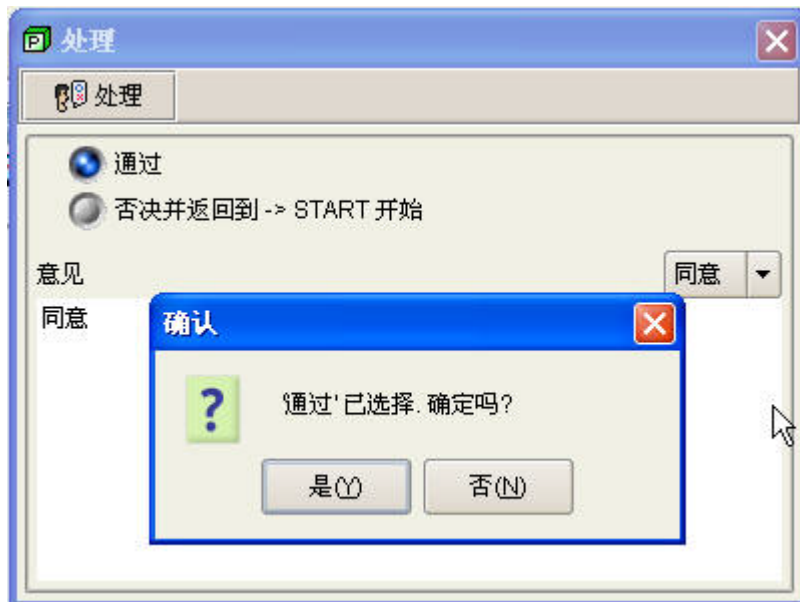 处理
处理
通过
否决并返回到 -> START 开始
意见
同意
同意
确认
'通过' 已选择. 确定吗?
是(Y)
否(N)